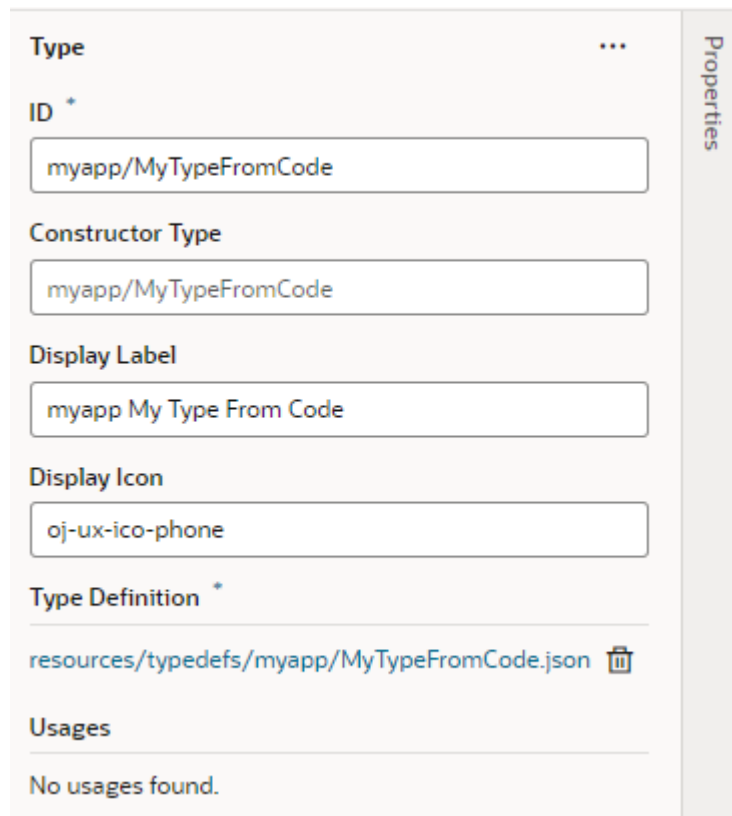 Type
ID *
myapp/MyTypeFromCode
Constructor Type
myapp/MyTypeFromCode
Display Label
myapp My Type From Code
Display Icon
oj-ux-ico-phone
Type Definition *
resources/typedefs/myapp/MyTypeFromCode.json
Usages
No usages found.
Properties